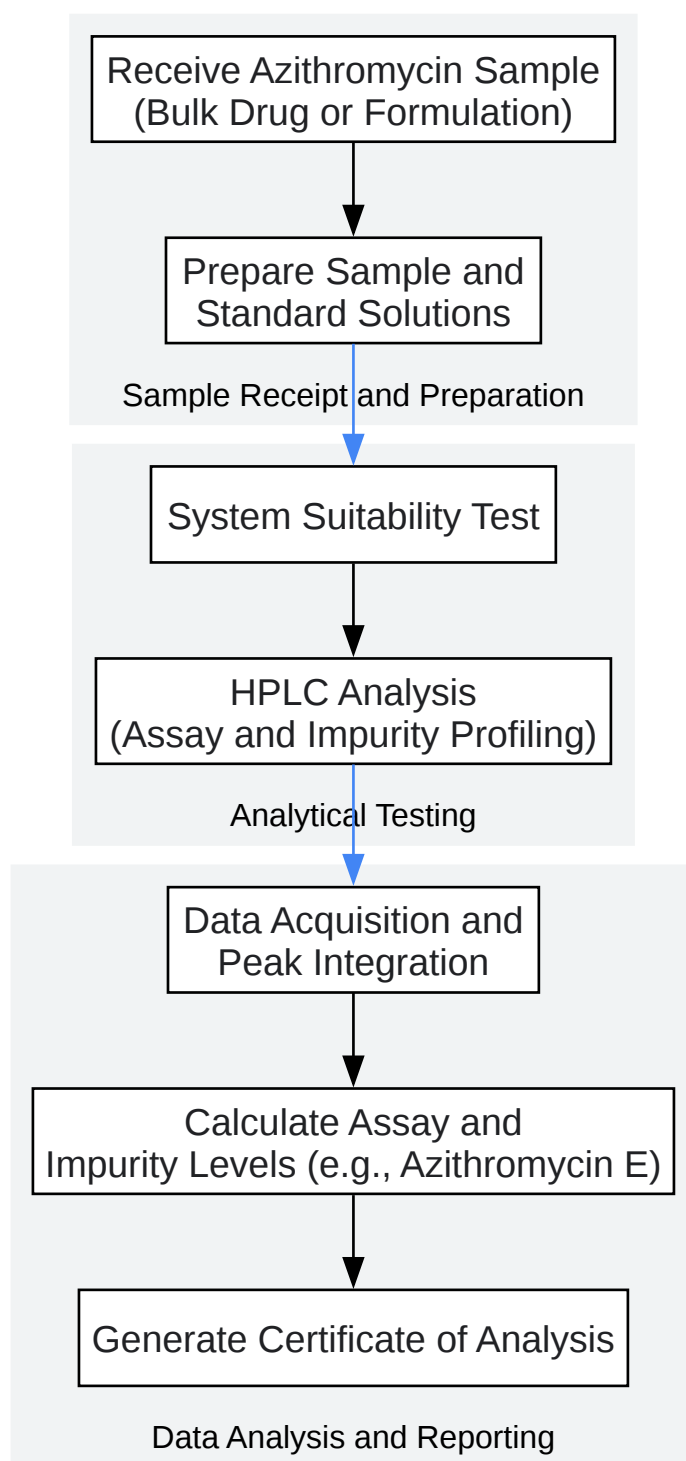 Receive Azithromycin Sample
(Bulk Drug or Formulation)
Prepare Sample and
Standard Solutions
Sample Receipt and Preparation
System Suitability Test
HPLC Analysis
(Assay and Impurity Profiling)
Analytical Testing
Data Acquisition and
Peak Integration
Calculate Assay and
Impurity Levels (e.g., Azithromycin E)
Generate Certificate of Analysis
Data Analysis and Reporting